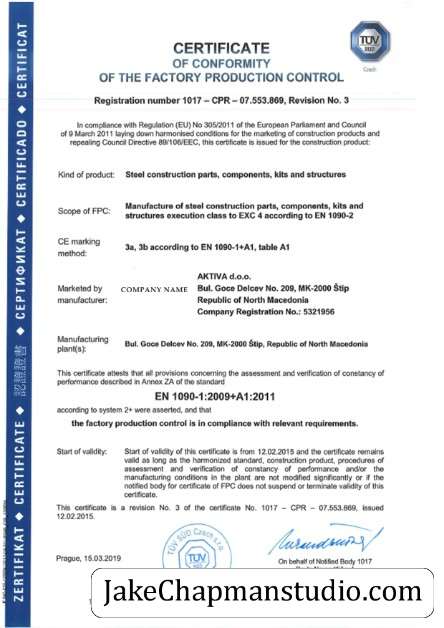 CERTIFICATE
OF CONFORMITY
OF THE FACTORY PRODUCTION CONTROL
TÜV
SÜD
Czech
Registration number 1017 – CPR – 07.553.869, Revision No. 3
In compliance with Regulation (EU) No 305/2011 of the European Parliament and Council
of 9 March 2011 laying down harmonised conditions for the marketing of construction products and
repealing Council Directive 89/106/EEC, this certificate is issued for the construction product:
Kind of product: Steel construction parts, components, kits and structures
Scope of FPC: Manufacture of steel construction parts, components, kits and
structures execution class to EXC 4 according to EN 1090-2
CE marking
method: 3a, 3b according to EN 1090-1+A1, table A1
AKTIVA d.o.o.
Marketed by COMPANY NAME Bul. Goce Delcev No. 209, MK-2000 Štip,
manufacturer: Republic of North Macedonia
Company Registration No.: 5321956
Manufacturing
plant(s): Bul. Goce Delcev No. 209, MK-2000 Štip, Republic of North Macedonia
This certificate attests that all provisions concerning the assessment and verification of constancy of
performance described in Annex ZA of the standard
EN 1090-1:2009+A1:2011
according to system 2+ were asserted, and that
the factory production control is in compliance with relevant requirements.
Start of validity: Start of validity of this certificate is from 12.02.2015 and the certificate remains
valid as long as the harmonized standard, construction product, procedures of
assessment and verification of constancy of performance and/or the
manufacturing conditions in the plant are not modified significantly or if the
notified body for certificate of FPC does not suspend or terminate validity of this
certificate.
This certificate is a revision No. 3 of the certificate No. 1017 – CPR – 07.553.869, issued
12.02.2015.
TÜV SÜD Czech s.r.o.
TÜV
Prague, 15.03.2019
On behalf of Notified Body 1017
JakeChapmanstudio.com
ZERTIFIKAT ◆ CERTIFICATE ◆ 認證證書 ◆ СЕРТИФИКАТ ◆ CERTIFICADO ◆ CERTIFICAT